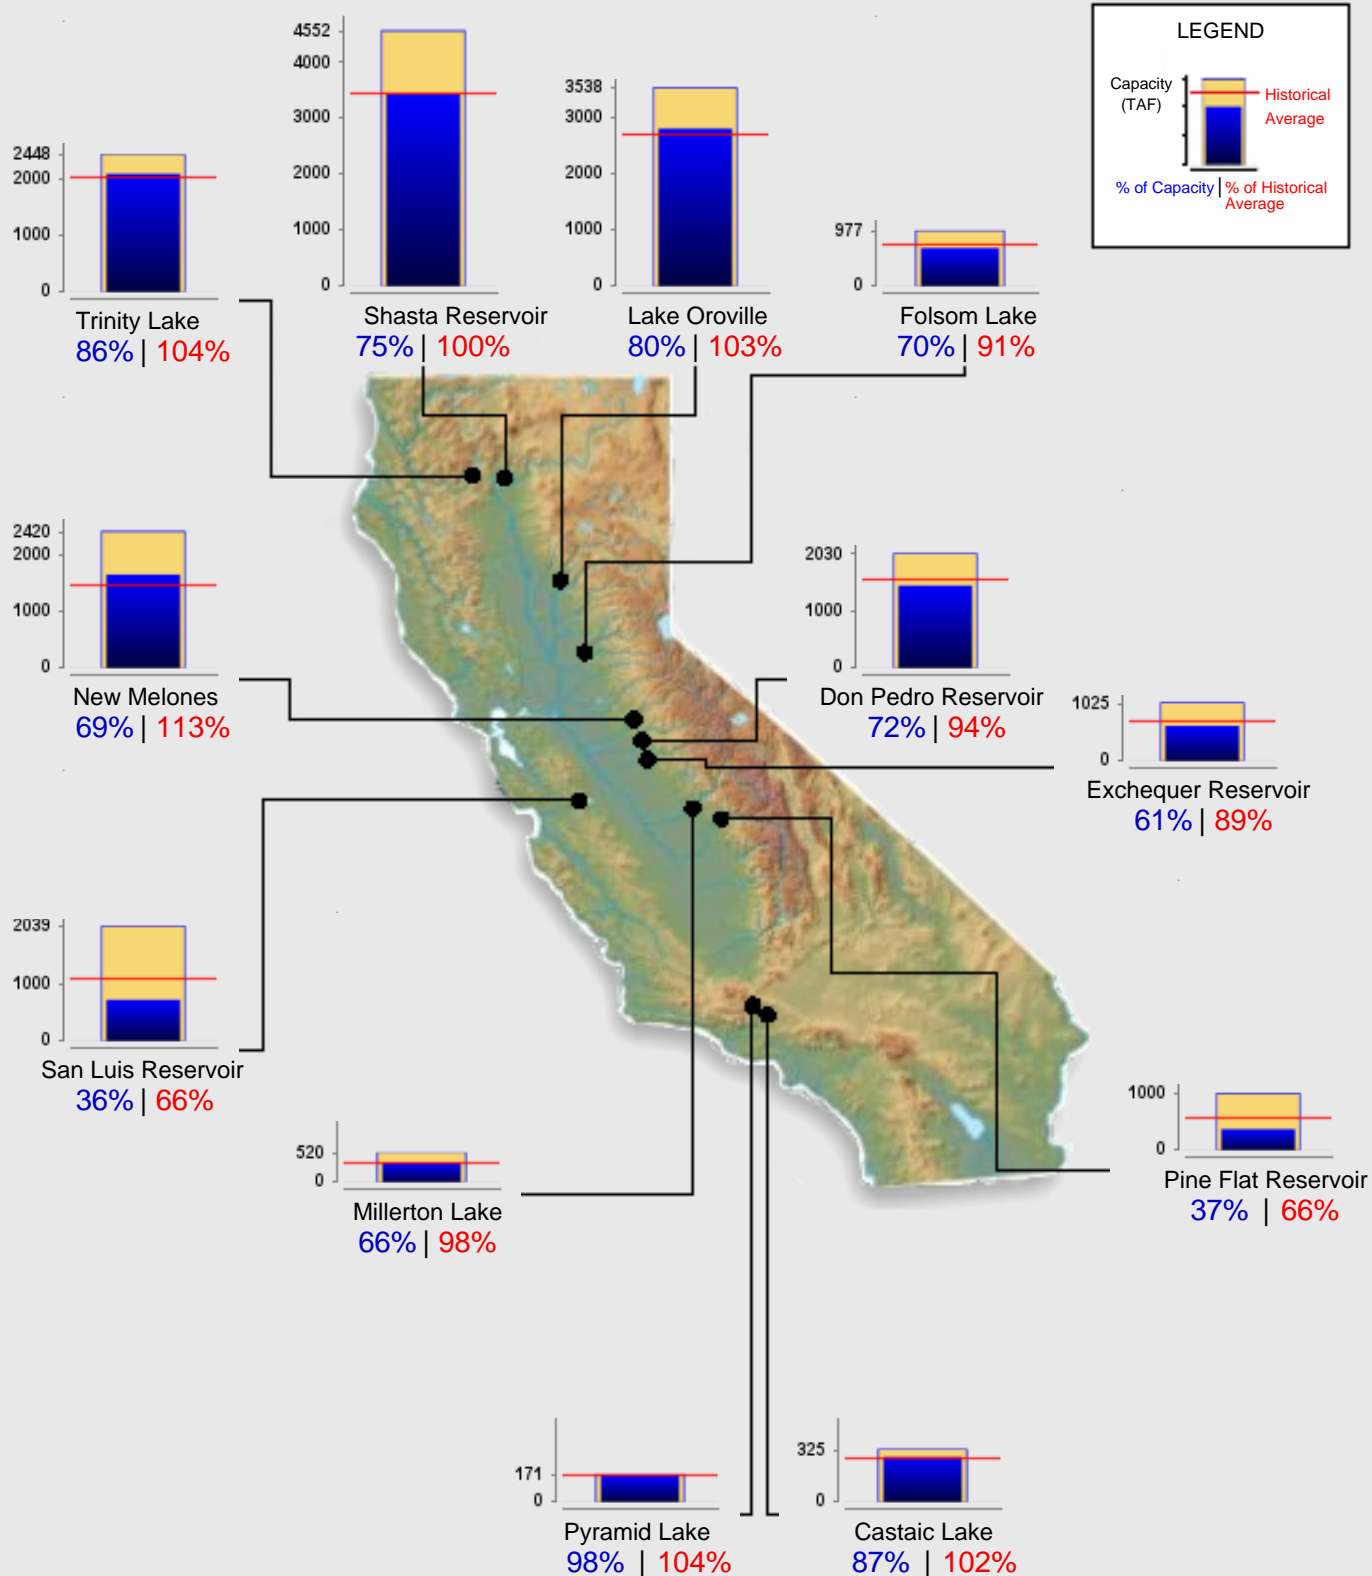 LEGEND
Capacity
(TAF)
Historical
Average
% of Capacity | % of Historical
Average
4552
4000
3000
2000
1000
0
Shasta Reservoir
75% | 100%
3538
3000
2000
1000
0
Lake Oroville
80% | 103%
2448
2000
1000
0
Trinity Lake
86% | 104%
977
0
Folsom Lake
70% | 91%
2420
2000
1000
0
New Melones
69% | 113%
2030
1000
0
Don Pedro Reservoir
72% | 94%
1025
0
Exchequer Reservoir
61% | 89%
2039
1000
0
San Luis Reservoir
36% | 66%
520
0
Millerton Lake
66% | 98%
1000
0
Pine Flat Reservoir
37% | 66%
171
0
Pyramid Lake
98% | 104%
325
0
Castaic Lake
87% | 102%